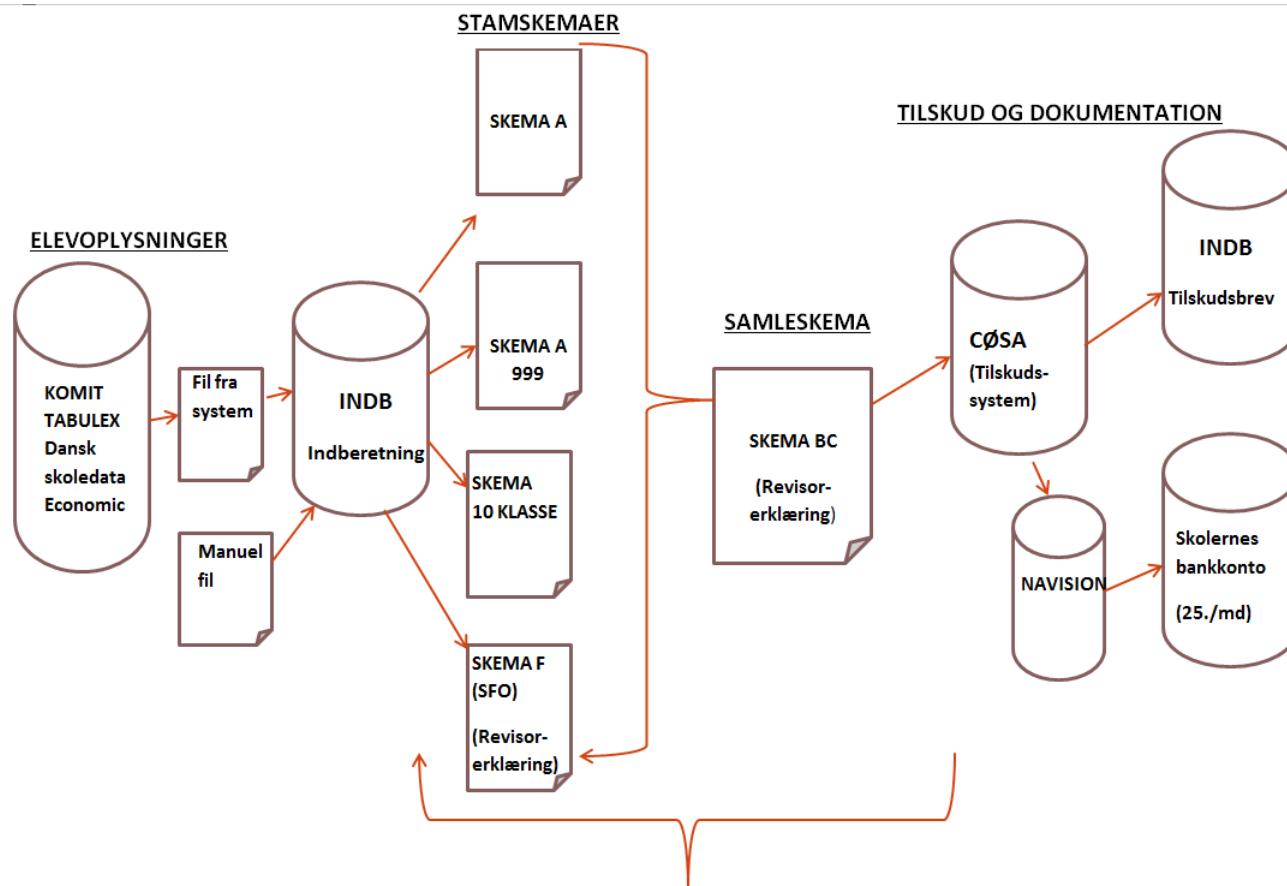 STAMSKEMAER
SKEMA A
TILSKUD OG DOKUMENTATION
ELEVOPLYSNINGER
KOMIT
TABULEX
Dansk
skoledata
Economic
Fil fra
system
Manuel
fil
INDB
Indberetning
SKEMA A
999
SKEMA
10 KLASSE
SKEMA F
(SFO)
(Revisor-
erklæring)
SAMLESKEMA
SKEMA BC
(Revisor-
erklæring)
CØSA
(Tilskuds-
system)
INDB
Tilskudsbrev
NAVISION
Skolernes
bankkonto
(25./md)